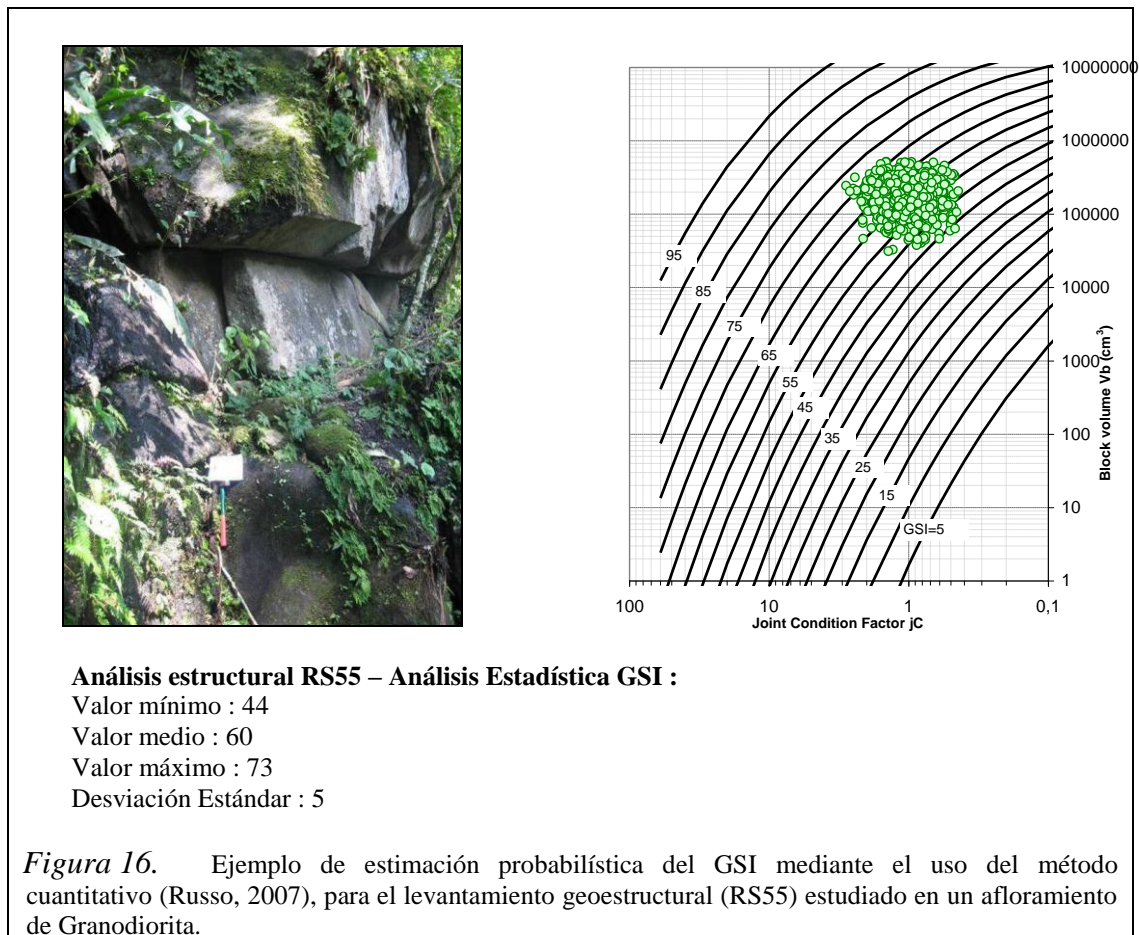 10000000
1000000
100000
10000
1000
100
10
1
95
85
75
65
55
45
35
25
15
GSI=5
Block volume Vb (cm³)
100 10 1 0,1
Joint Condition Factor jC
Análisis estructural RS55 – Análisis Estadística GSI :
Valor mínimo : 44
Valor medio : 60
Valor máximo : 73
Desviación Estándar : 5
Figura 16. Ejemplo de estimación probabilística del GSI mediante el uso del método
cuantitativo (Russo, 2007), para el levantamiento geoestructural (RS55) estudiado en un afloramiento
de Granodiorita.